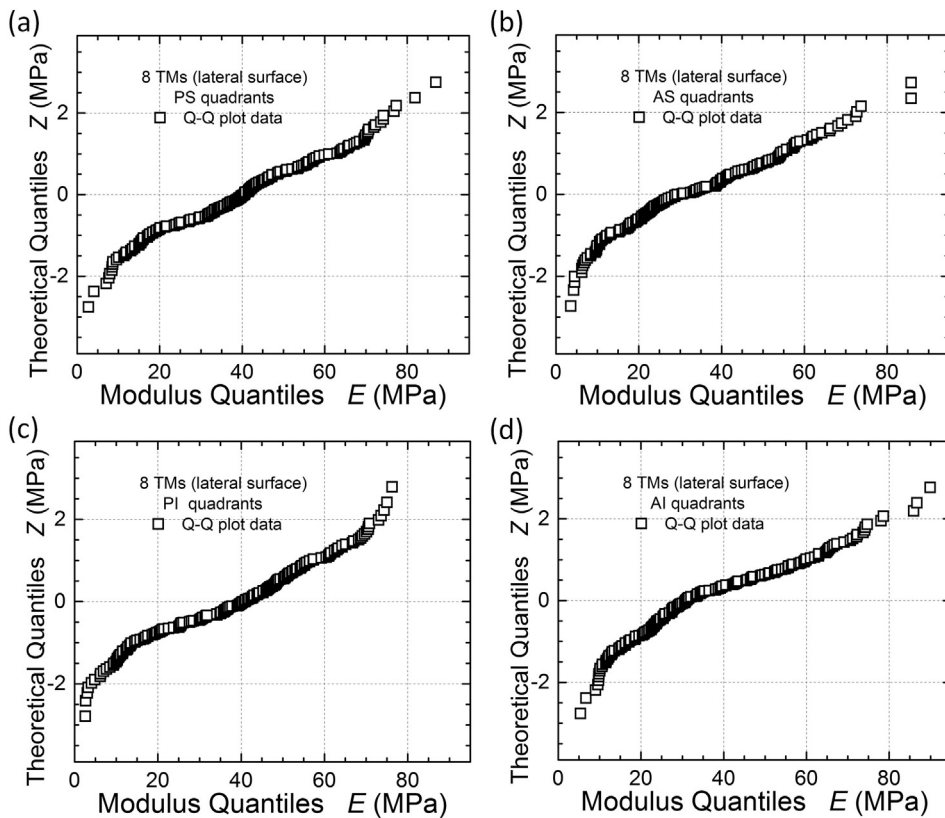 (a)
Theoretical Quantiles Z (MPa)
2
0
-2
8 TMs (lateral surface)
PS quadrants
Q-Q plot data
0 20 40 60 80
Modulus Quantiles E (MPa)
(b)
Theoretical Quantiles Z (MPa)
2
0
-2
8 TMs (lateral surface)
AS quadrants
Q-Q plot data
0 20 40 60 80
Modulus Quantiles E (MPa)
(c)
Theoretical Quantiles Z (MPa)
2
0
-2
8 TMs (lateral surface)
PI quadrants
Q-Q plot data
0 20 40 60 80
Modulus Quantiles E (MPa)
(d)
Theoretical Quantiles Z (MPa)
2
0
-2
8 TMs (lateral surface)
AI quadrants
Q-Q plot data
0 20 40 60 80
Modulus Quantiles E (MPa)